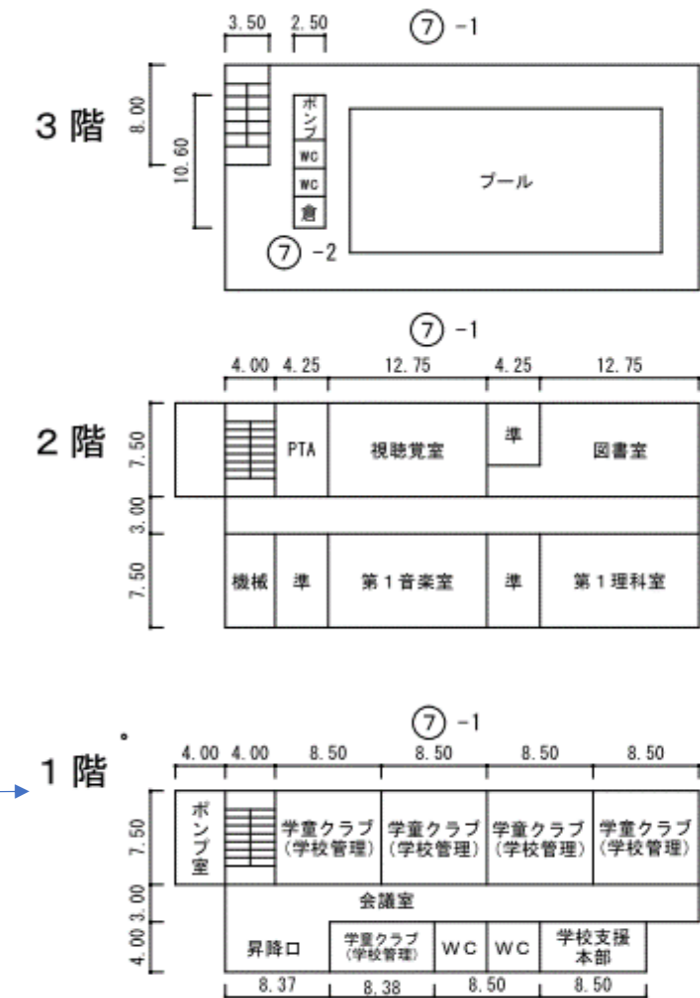 3.50 2.50 ⑦-1
3階
8.00
10.60
ポンプ
WC
WC
倉
プール
⑦-2
⑦-1
4.00 4.25 12.75 4.25 12.75
2階
7.50
3.00
7.50
PTA 視聴覚室 準 図書室
機械 準 第1音楽室 準 第1理科室
⑦-1
1階
4.00 4.00 8.50 8.50 8.50 8.50
7.50
3.00
4.00
ポンプ室
学童クラブ 学童クラブ 学童クラブ 学童クラブ
(学校管理) (学校管理) (学校管理) (学校管理)
会議室
昇降口
学童クラブ
(学校管理)
WC WC
学校支援
本部
8.37 8.38 8.50 8.50